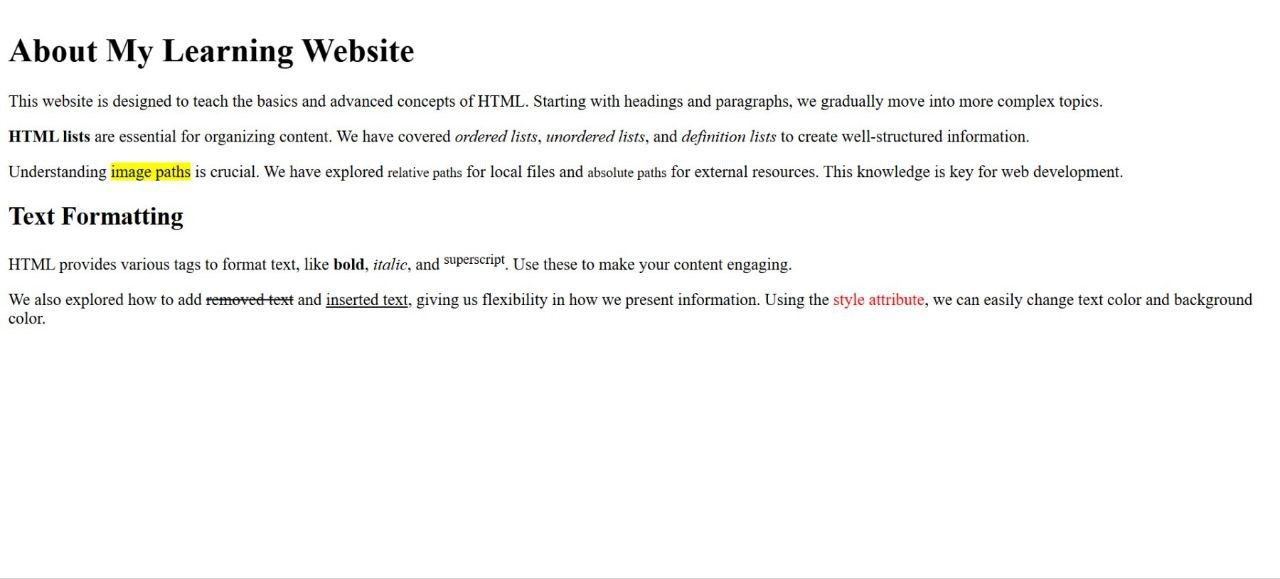 About My Learning Website
This website is designed to teach the basics and advanced concepts of HTML. Starting with headings and paragraphs, we gradually move into more complex topics.
HTML lists are essential for organizing content. We have covered ordered lists, unordered lists, and definition lists to create well-structured information.
Understanding image paths is crucial. We have explored relative paths for local files and absolute paths for external resources. This knowledge is key for web development.
Text Formatting
HTML provides various tags to format text, like bold, italic, and superscript. Use these to make your content engaging.
We also explored how to add removed text and inserted text, giving us flexibility in how we present information. Using the style attribute, we can easily change text color and background
color.